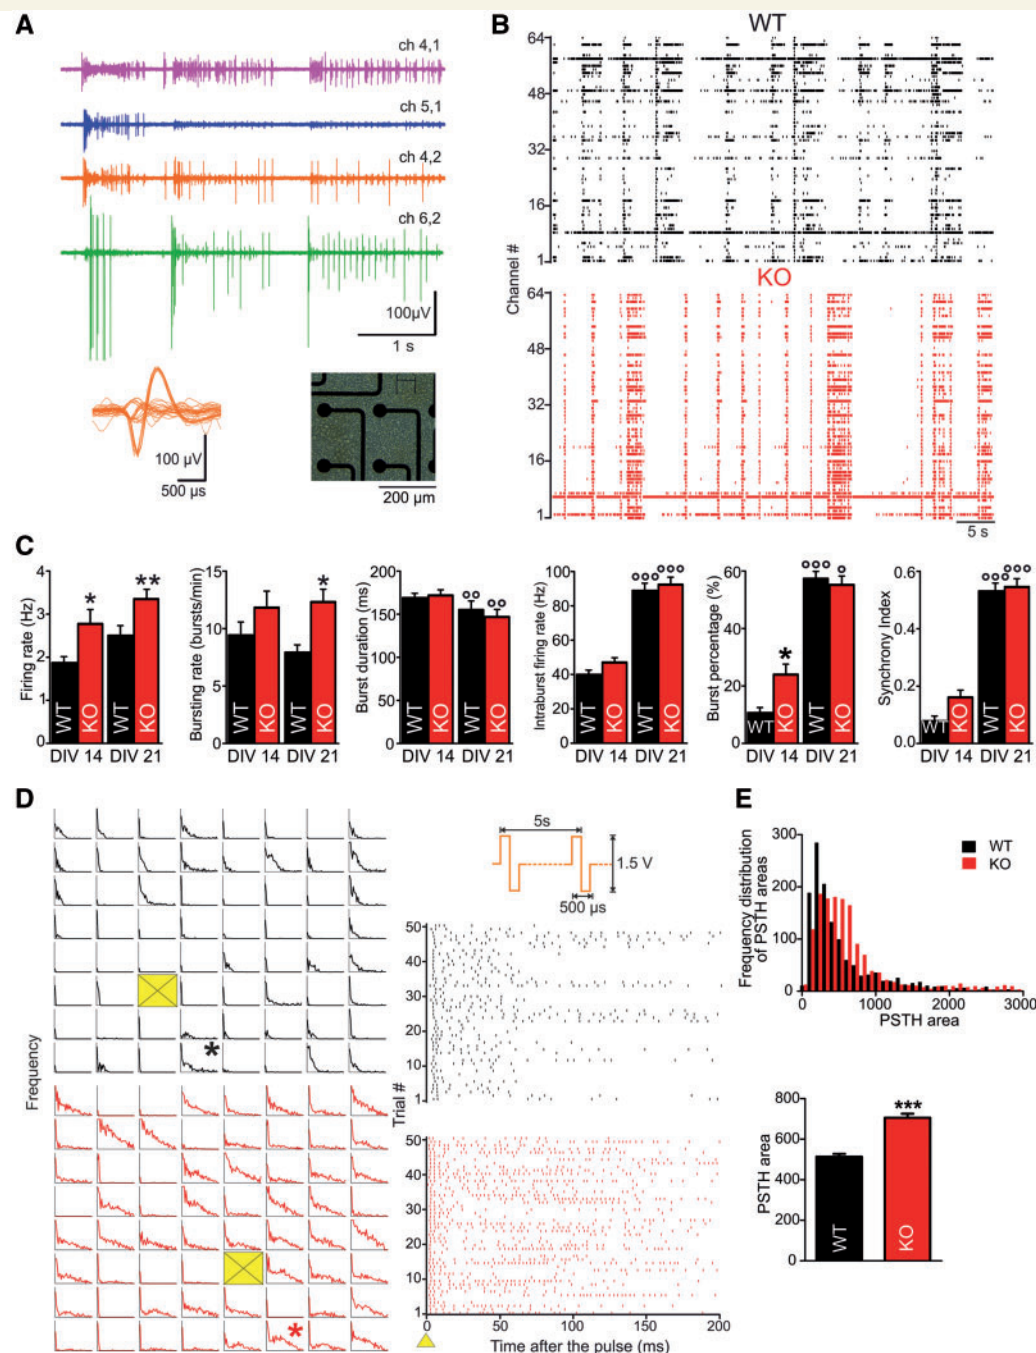 A
ch 4,1
ch 5,1
ch 4,2
ch 6,2
100µV
1 s
100 µV
500 µs
200 µm
B
WT
64
48
32
16
1
Channel #
KO
64
48
32
16
1
5 s
C
Firing rate (Hz)
4
3
2
1
0
* **
WT KO WT KO
DIV 14 DIV 21
Bursting rate (bursts/min)
15
10
5
0
*
WT KO WT KO
DIV 14 DIV 21
Burst duration (ms)
200
150
100
50
0
°° °°
WT KO WT KO
DIV 14 DIV 21
Intraburst firing rate (Hz)
100
80
60
40
20
0
°°° °°°
WT KO WT KO
DIV 14 DIV 21
Burst percentage (%)
60
40
20
0
* °°° °
WT KO WT KO
DIV 14 DIV 21
Synchrony Index
0.6
0.4
0.2
0.0
°°° °°°
WT KO WT KO
DIV 14 DIV 21
D
Frequency
*
*
5s
1.5 V
500 µs
Trial #
50
40
30
20
10
1
50
40
30
20
10
1
0 50 100 150 200
Time after the pulse (ms)
E
Frequency distribution
of PSTH areas
300
200
100
0
WT
KO
0 1000 2000 3000
PSTH area
PSTH area
800
600
400
200
0
***
WT KO